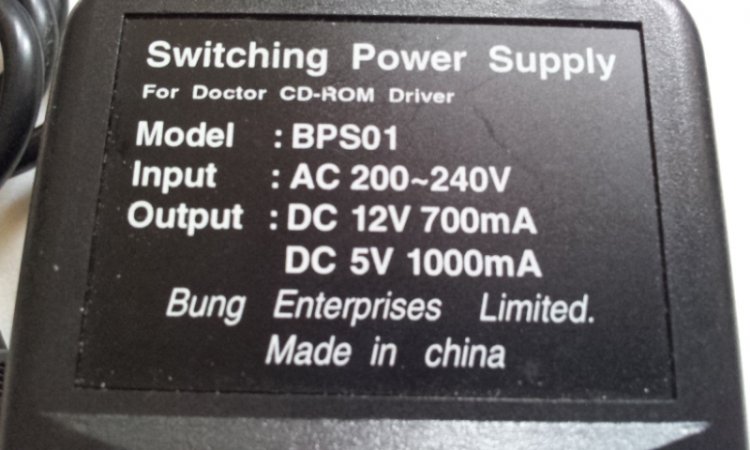 Switching Power Supply
For Doctor CD-ROM Driver
Model : BPS01
Input : AC 200~240V
Output : DC 12V 700mA
DC 5V 1000mA
Bung Enterprises Limited.
Made in china